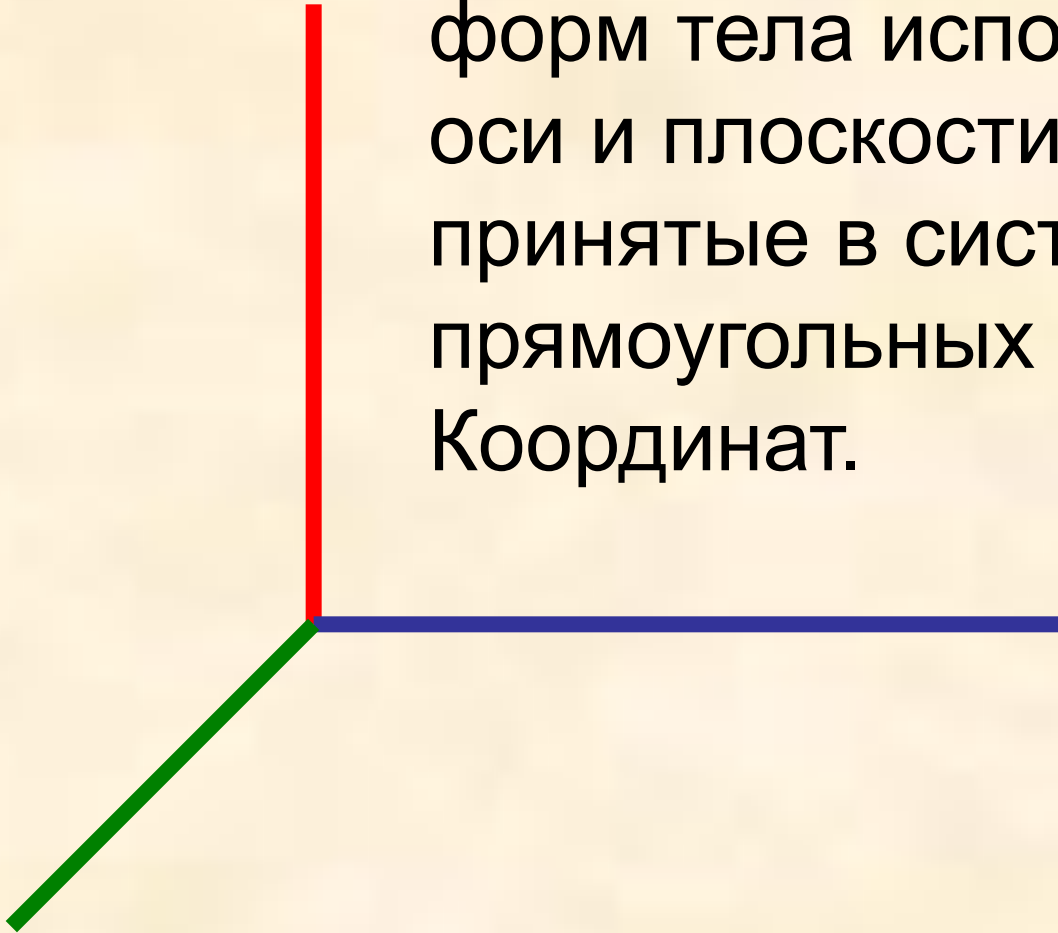 форм тела испо
оси и плоскости
принятые в сист
прямоугольных
Координат.